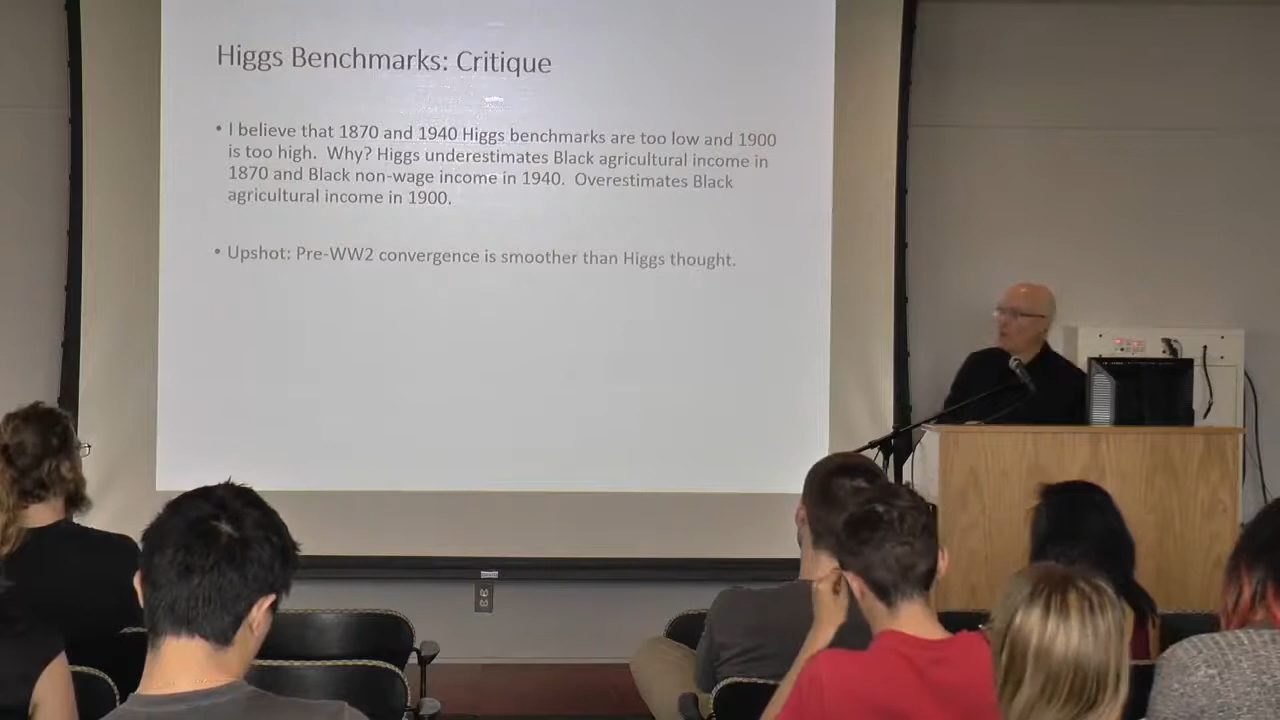 Higgs Benchmarks: Critique
• I believe that 1870 and 1940 Higgs benchmarks are too low and 1900
is too high.  Why? Higgs underestimates Black agricultural income in
1870 and Black non-wage income in 1940.  Overestimates Black
agricultural income in 1900.
• Upshot: Pre-WW2 convergence is smoother than Higgs thought.